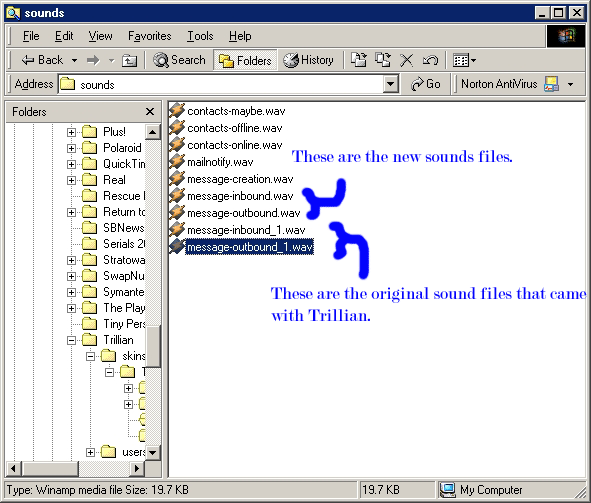 sounds
File Edit View Favorites Tools Help
Back Search Folders History
Address sounds Go Norton AntiVirus
Folders
Plus!
Polaroid
QuickTim
Real
Rescue
Return to
SBNews
Serials 20
Stratowa
SwapNu
Symante
The Play
Tiny Pers
Trillian
skins
T
users
contacts-maybe.wav
contacts-offline.wav
contacts-online.wav
mailnotify.wav
message-creation.wav
message-inbound.wav
message-outbound.wav
message-inbound_1.wav
message-outbound_1.wav
These are the new sounds files.
These are the original sound files that came
with Trillian.
Type: Winamp media file Size: 19.7 KB 19.7 KB My Computer